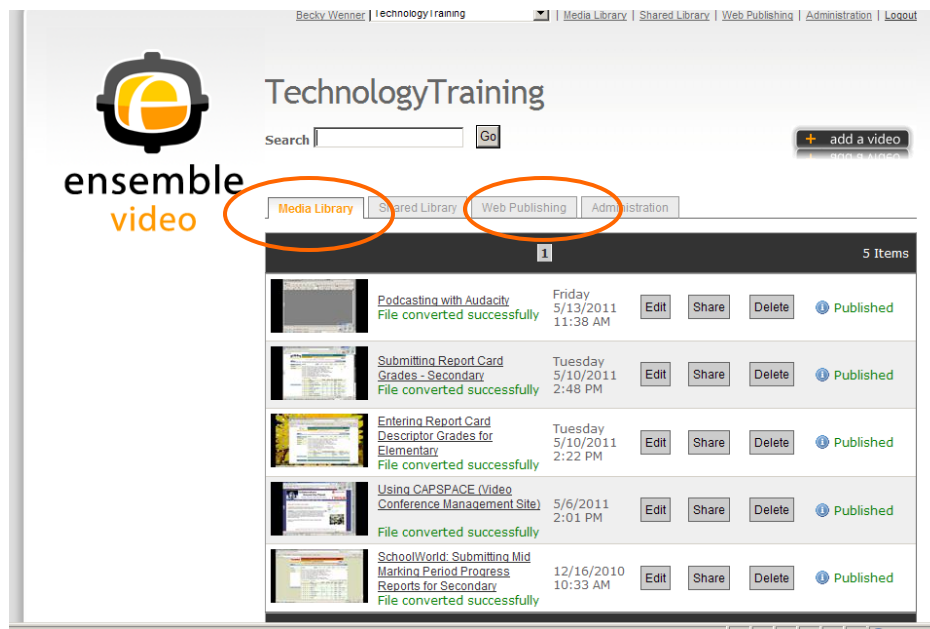 Becky Wenner TechnologyTraining | Media Library | Shared Library | Web Publishing | Administration | Logout
TechnologyTraining
Search Go
+ add a video
ensemble
video
Media Library Shared Library Web Publishing Administration
1 5 Items
Podcasting with Audacity
File converted successfully
Friday
5/13/2011
11:38 AM
Edit Share Delete Published
Submitting Report Card
Grades - Secondary
File converted successfully
Tuesday
5/10/2011
2:48 PM
Edit Share Delete Published
Entering Report Card
Descriptor Grades for
Elementary
File converted successfully
Tuesday
5/10/2011
2:22 PM
Edit Share Delete Published
Using CAPSPACE (Video
Conference Management Site)
File converted successfully
5/6/2011
2:01 PM
Edit Share Delete Published
SchoolWorld: Submitting Mid
Marking Period Progress
Reports for Secondary
File converted successfully
12/16/2010
10:33 AM
Edit Share Delete Published